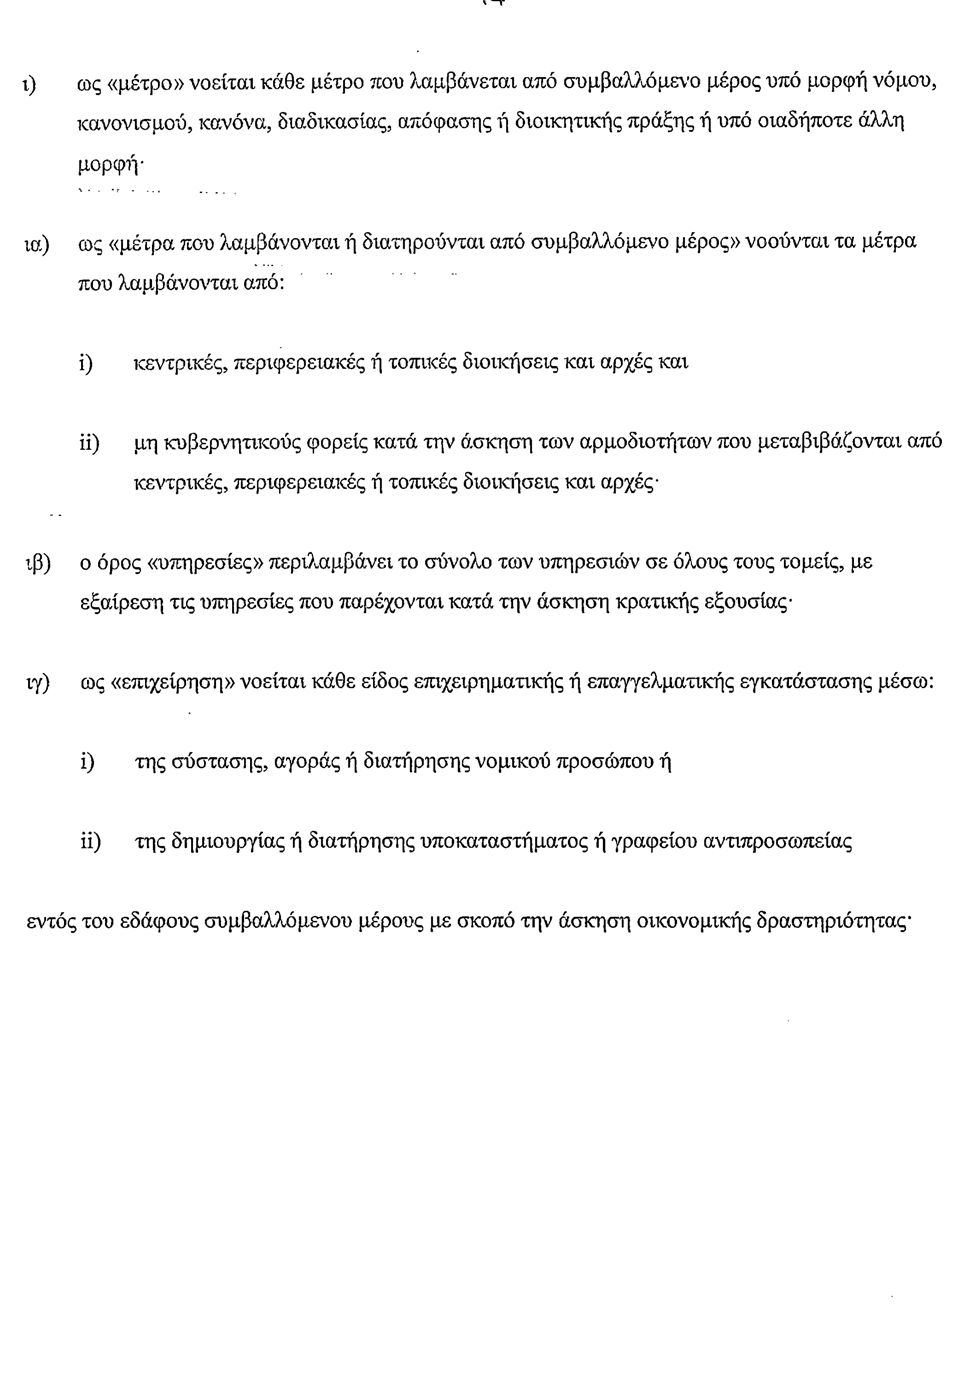 ι) ως «μέτρο» νοείται κάθε μέτρο που λαμβάνεται από συμβαλλόμενο μέρος υπό μορφή νόμου,
κανονισμού, κανόνα, διαδικασίας, απόφασης ή διοικητικής πράξης ή υπό οιαδήποτε άλλη
μορφή·
ια) ως «μέτρα που λαμβάνονται ή διατηρούνται από συμβαλλόμενο μέρος» νοούνται τα μέτρα
που λαμβάνονται από:
i) κεντρικές, περιφερειακές ή τοπικές διοικήσεις και αρχές και
ii) μη κυβερνητικούς φορείς κατά την άσκηση των αρμοδιοτήτων που μεταβιβάζονται από
κεντρικές, περιφερειακές ή τοπικές διοικήσεις και αρχές·
ιβ) ο όρος «υπηρεσίες» περιλαμβάνει το σύνολο των υπηρεσιών σε όλους τους τομείς, με
εξαίρεση τις υπηρεσίες που παρέχονται κατά την άσκηση κρατικής εξουσίας·
ιγ) ως «επιχείρηση» νοείται κάθε είδος επιχειρηματικής ή επαγγελματικής εγκατάστασης μέσω:
i) της σύστασης, αγοράς ή διατήρησης νομικού προσώπου ή
ii) της δημιουργίας ή διατήρησης υποκαταστήματος ή γραφείου αντιπροσωπείας
εντός του εδάφους συμβαλλόμενου μέρους με σκοπό την άσκηση οικονομικής δραστηριότητας·